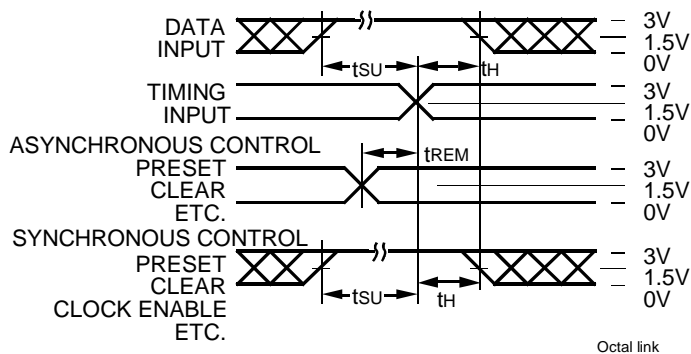 DATA
INPUT
3V
1.5V
0V
tSU
tH
TIMING
INPUT
3V
1.5V
0V
ASYNCHRONOUS CONTROL
PRESET
CLEAR
ETC.
tREM
3V
1.5V
0V
SYNCHRONOUS CONTROL
PRESET
CLEAR
CLOCK ENABLE
ETC.
tSU
tH
3V
1.5V
0V
Octal link